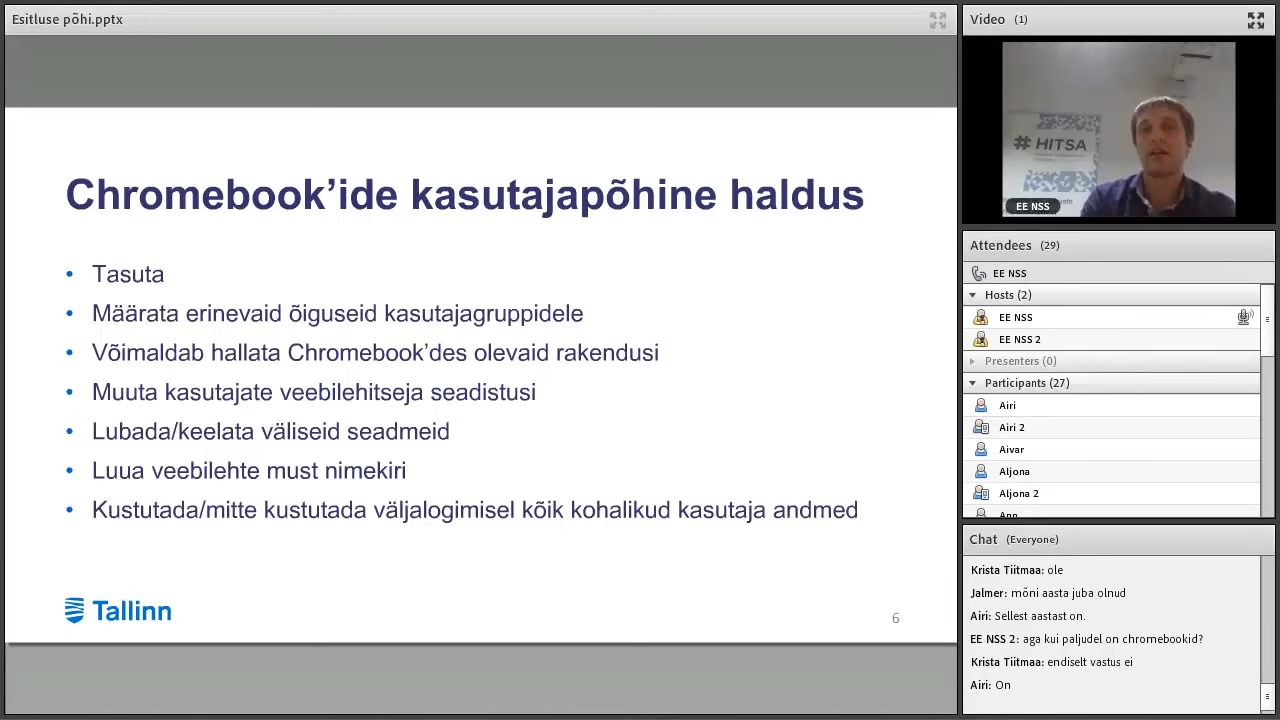 Esitluse põhi.pptx
Chromebook’ide kasutajapõhine haldus
• Tasuta
• Määrata erinevaid õiguseid kasutajagruppidele
• Võimaldab hallata Chromebook’des olevaid rakendusi
• Muuta kasutajate veebilehitseja seadistusi
• Lubada/keelata väliseid seadmeid
• Luua veebilehte must nimekiri
• Kustutada/mitte kustutada väljalogimisel kõik kohalikud kasutaja andmed
Tallinn
6
Video (1)
# HITSA
EE NSS
Attendees (29)
EE NSS
Hosts (2)
EE NSS
EE NSS 2
Presenters (0)
Participants (27)
Airi
Airi 2
Aivar
Aljona
Aljona 2
Ann
Chat (Everyone)
Krista Tiitmaa: ole
Jalmer: mõni aasta juba olnud
Airi: Sellest aastast on.
EE NSS 2: aga kui paljudel on chromebookid?
Krista Tiitmaa: endiselt vastus ei
Airi: On